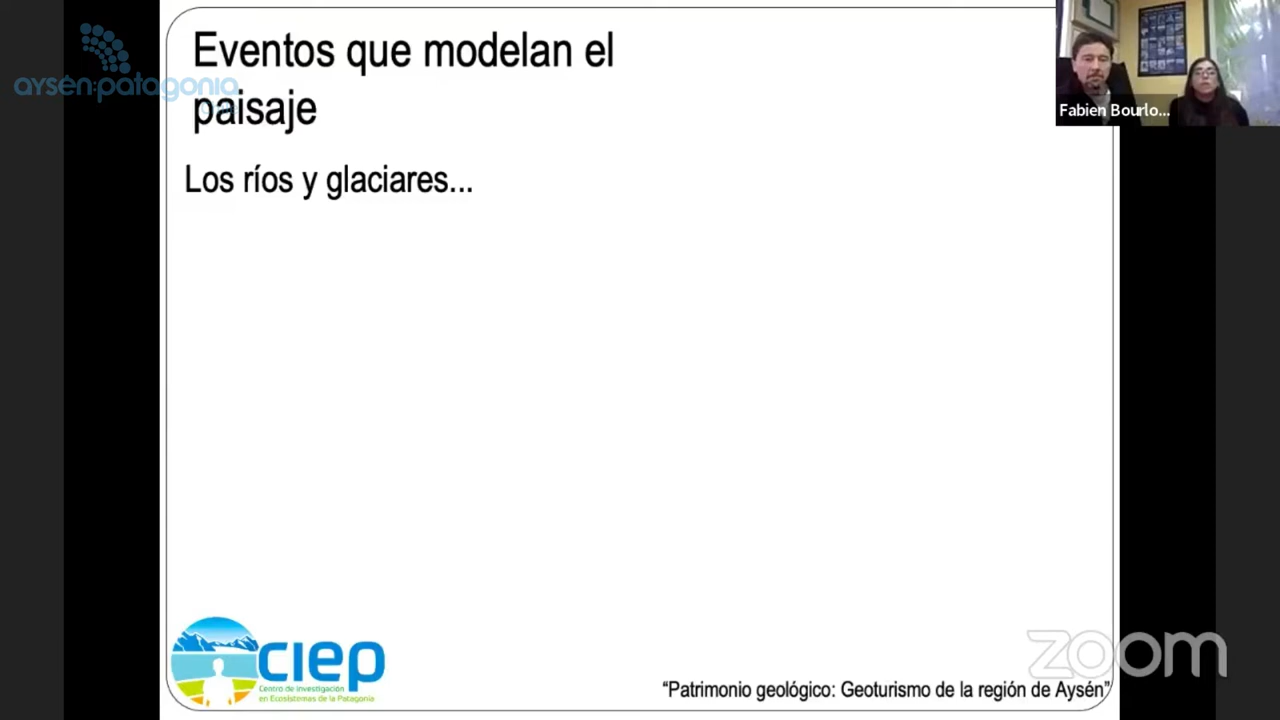 Eventos que modelan el
paisaje
aysén:patagonia
Los ríos y glaciares...
Fabien Bourlo...
ciep
Centro de investigación
en Ecosistemas de la Patagonia
zoom
“Patrimonio geológico: Geoturismo de la región de Aysén”